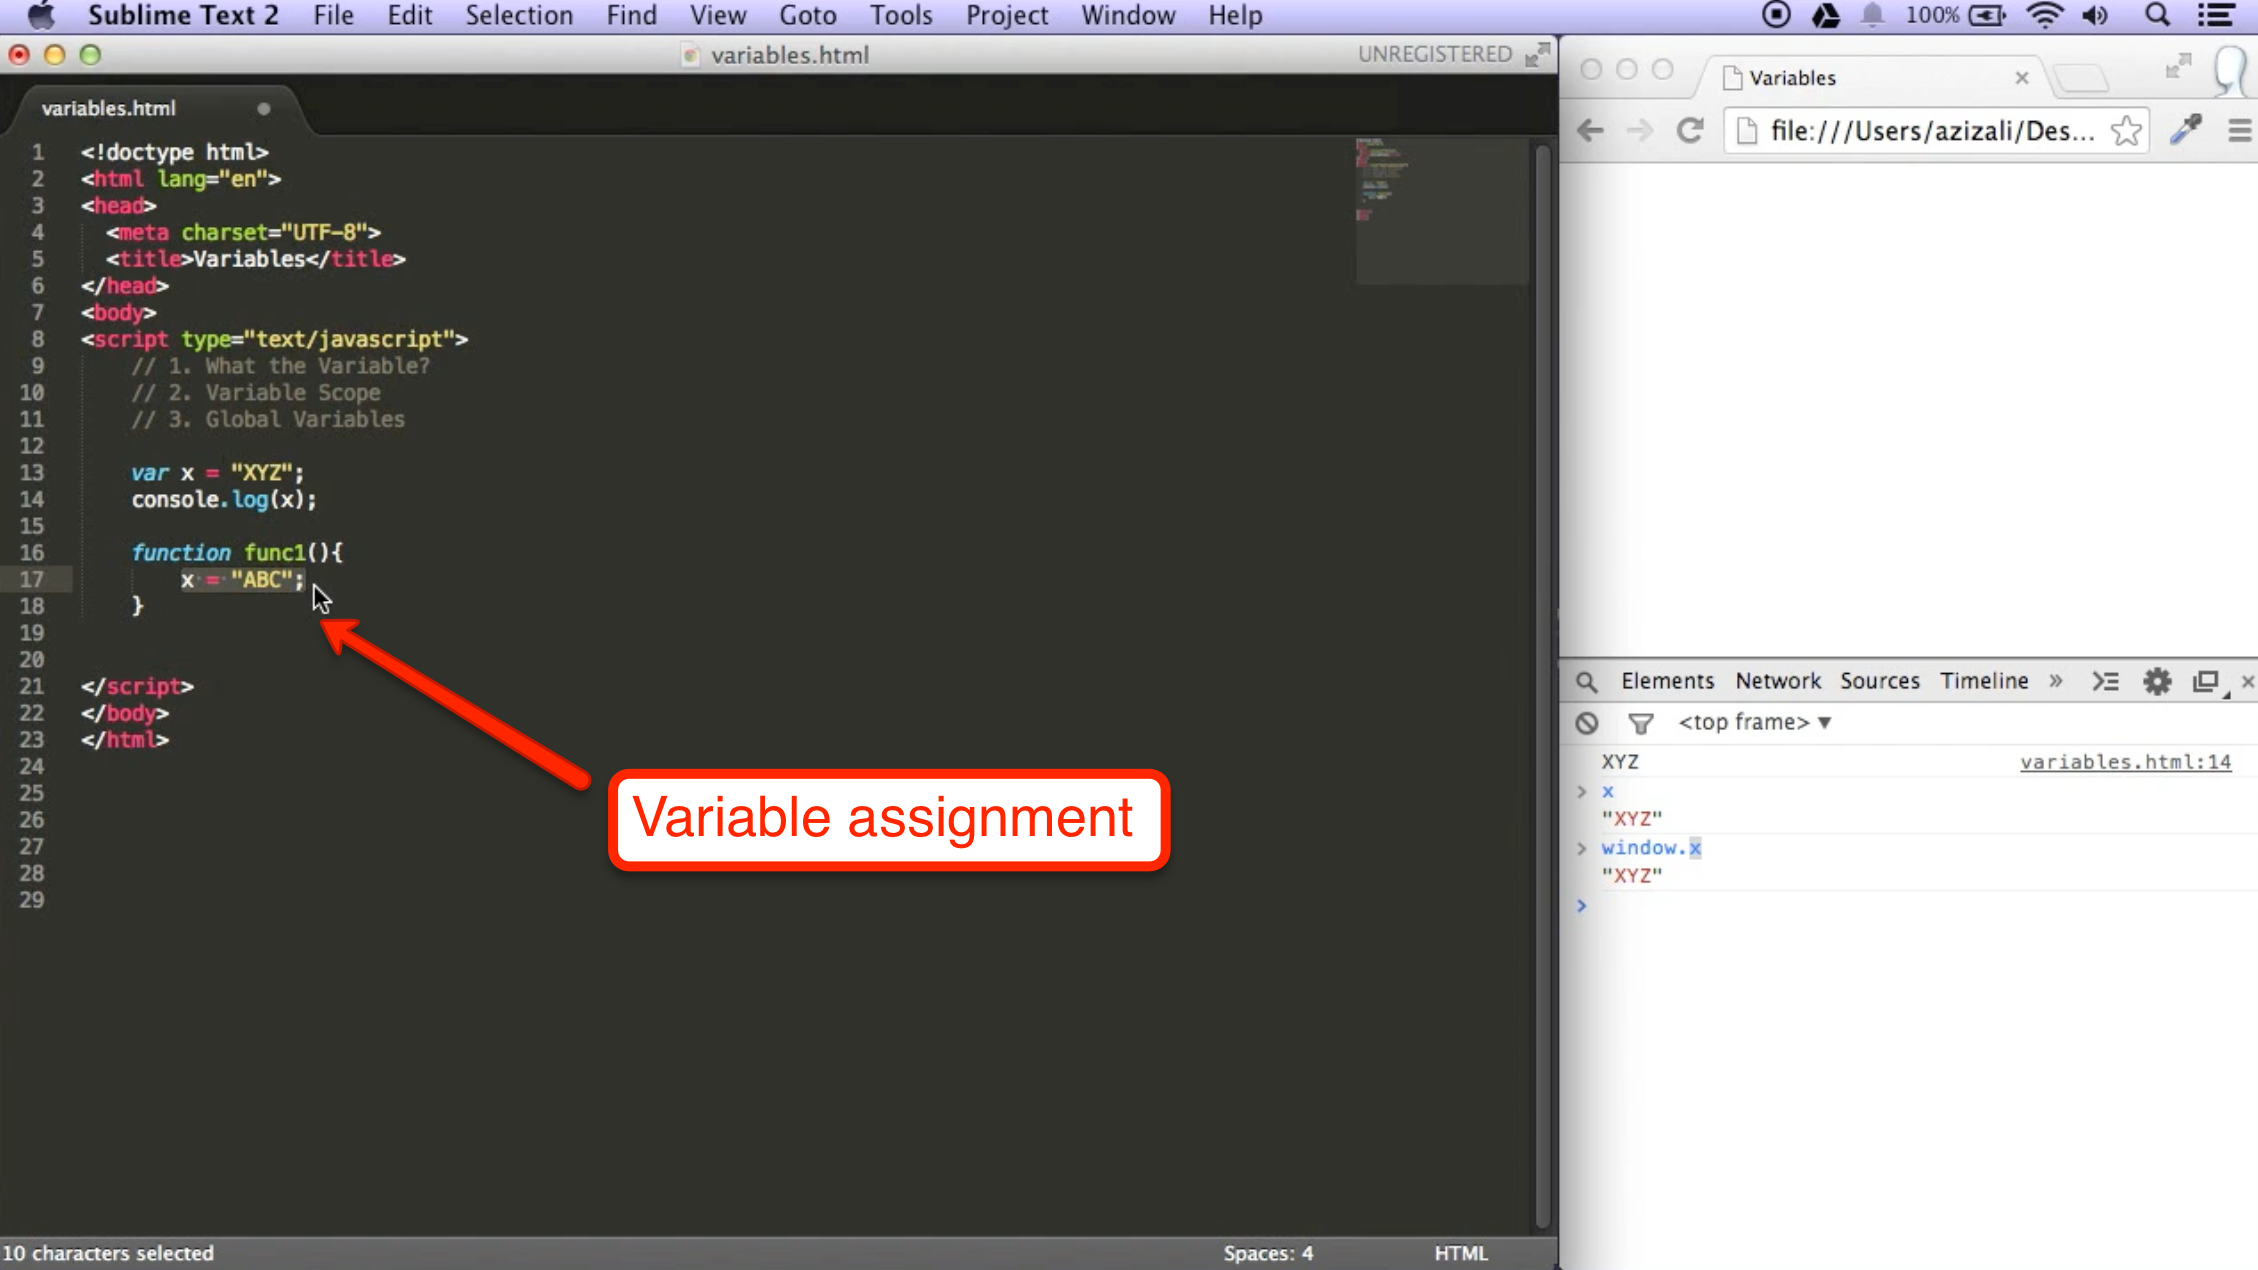 Sublime Text 2 File Edit Selection Find View Goto Tools Project Window Help 100%
variables.html UNREGISTERED
variables.html
1 <!doctype html>
2 <html lang="en">
3 <head>
4 <meta charset="UTF-8">
5 <title>Variables</title>
6 </head>
7 <body>
8 <script type="text/javascript">
9 // 1. What the Variable?
10 // 2. Variable Scope
11 // 3. Global Variables
12
13 var x = "XYZ";
14 console.log(x);
15
16 function func1(){
17 x = "ABC";
18 }
19
20
21 </script>
22 </body>
23 </html>
24
25
26
27
28
29
Variable assignment
10 characters selected Spaces: 4 HTML
Variables
file:///Users/azizali/Des...
Elements Network Sources Timeline »
<top frame> ▼
XYZ variables.html:14
> x
"XYZ"
> window.x
"XYZ"
>